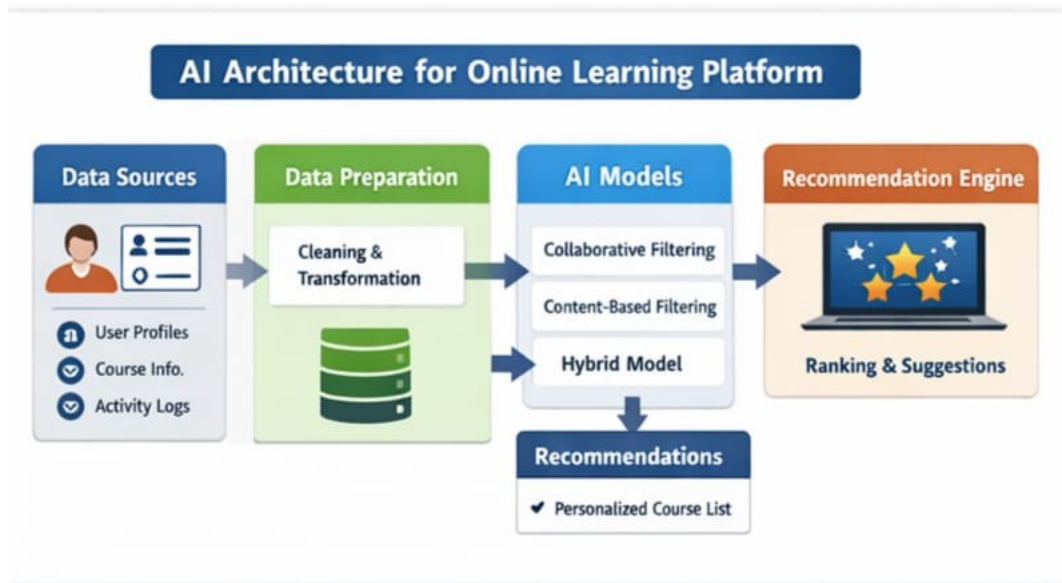 AI Architecture for Online Learning Platform
Data Sources
User Profiles
Course Info.
Activity Logs
Data Preparation
Cleaning &
Transformation
AI Models
Collaborative Filtering
Content-Based Filtering
Hybrid Model
Recommendation Engine
Ranking & Suggestions
Recommendations
✔ Personalized Course List